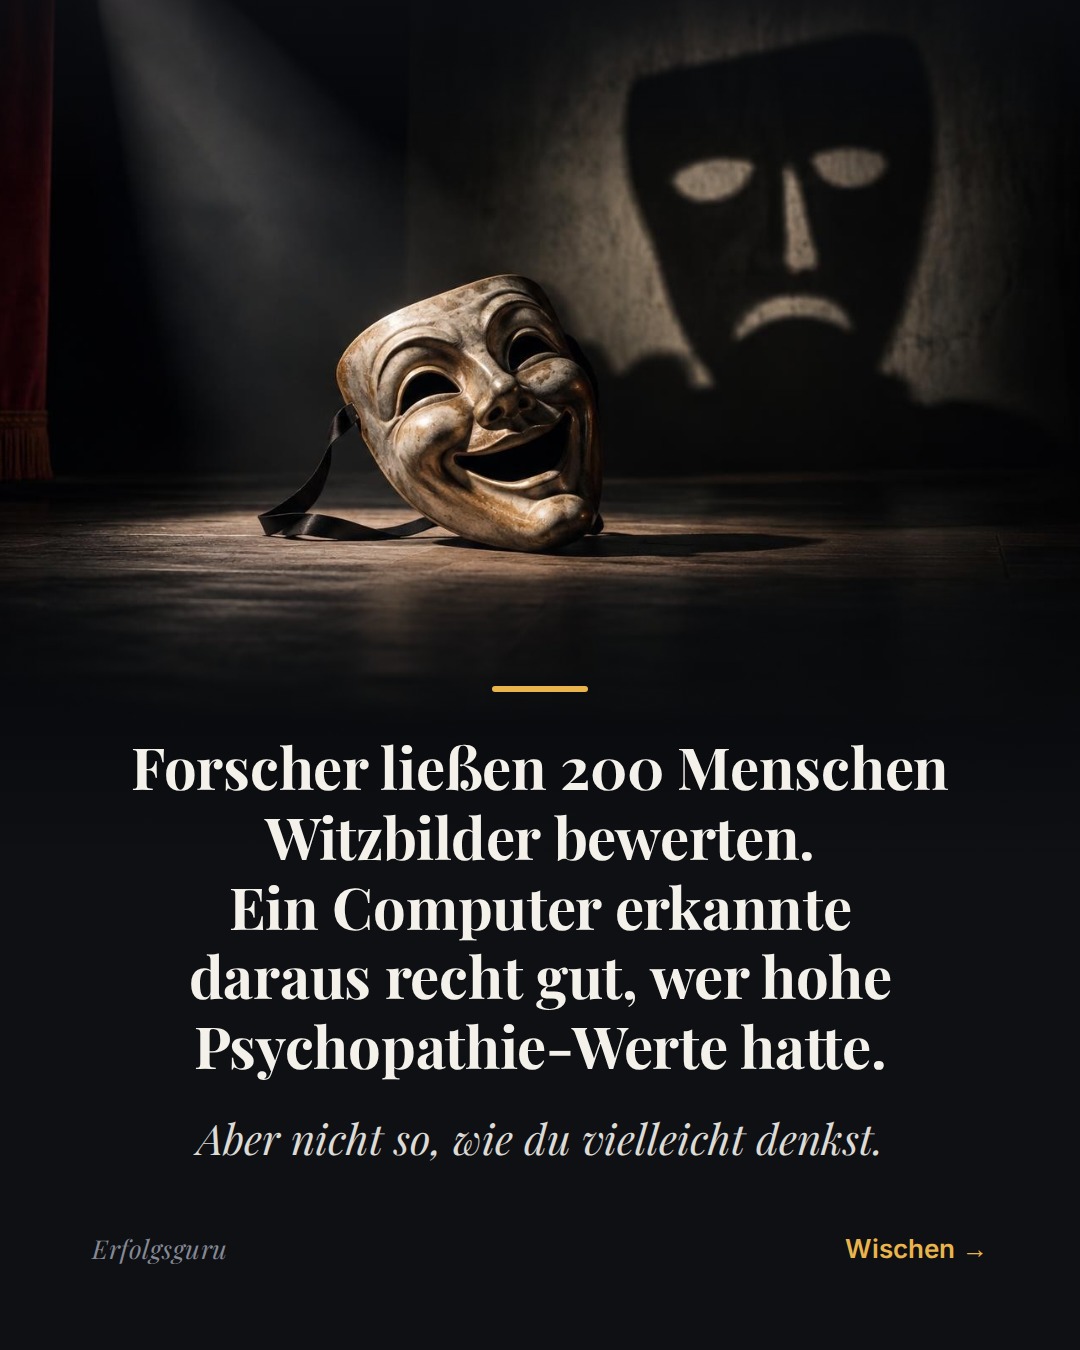 Forscher ließen 200 Menschen
Witzbilder bewerten.
Ein Computer erkannte
daraus recht gut, wer hohe
Psychopathie-Werte hatte.
Aber nicht so, wie du vielleicht denkst.
Erfolgsguru
Wischen →